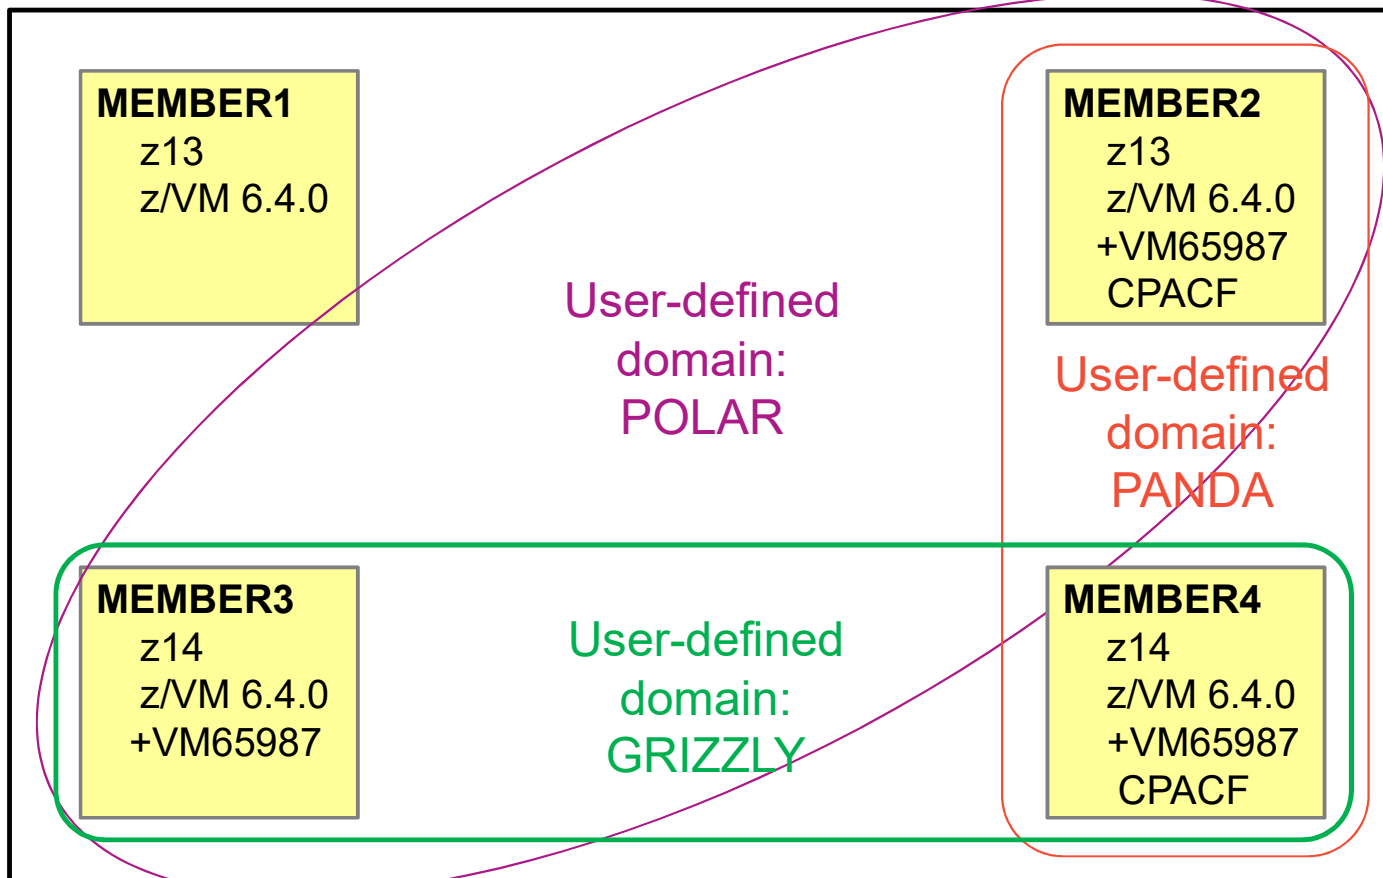 MEMBER1
z13
z/VM 6.4.0
MEMBER2
z13
z/VM 6.4.0
+VM65987
CPACF
User-defined
domain:
POLAR
User-defined
domain:
PANDA
MEMBER3
z14
z/VM 6.4.0
+VM65987
User-defined
domain:
GRIZZLY
MEMBER4
z14
z/VM 6.4.0
+VM65987
CPACF